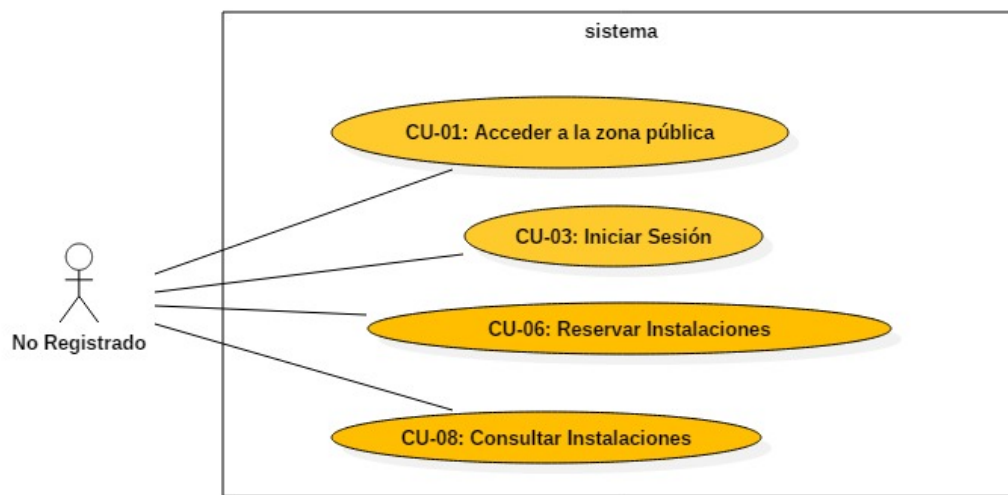 sistema
CU-01: Acceder a la zona pública
CU-03: Iniciar Sesión
No Registrado
CU-06: Reservar Instalaciones
CU-08: Consultar Instalaciones